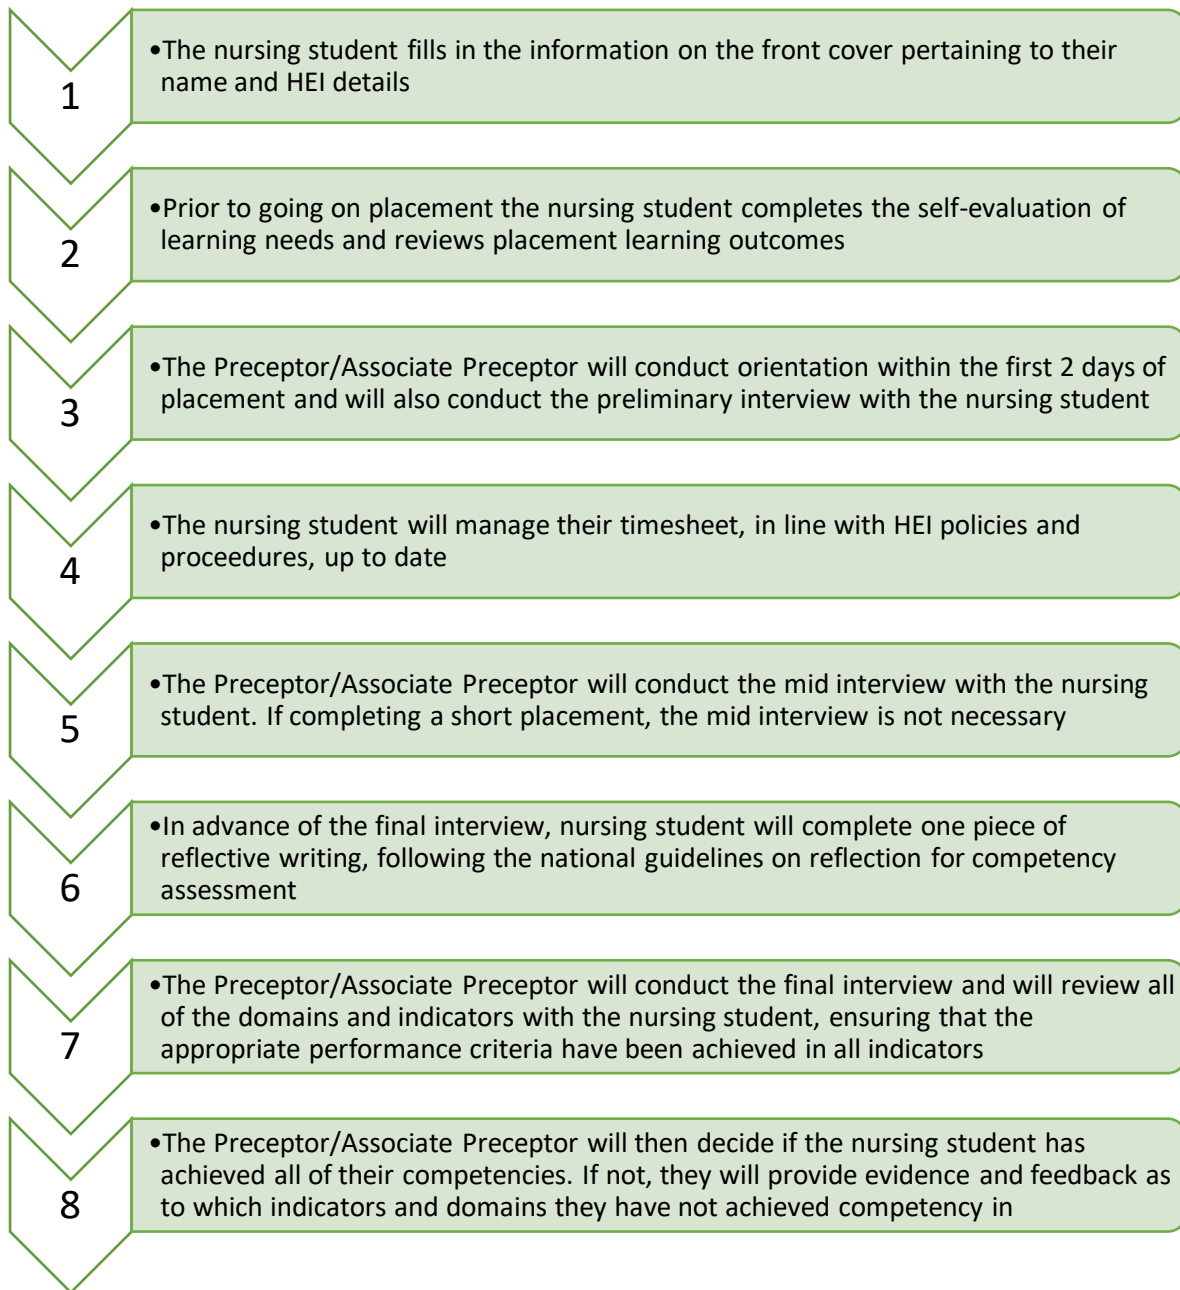 1
•The nursing student fills in the information on the front cover pertaining to their
name and HEI details
2
•Prior to going on placement the nursing student completes the self-evaluation of
learning needs and reviews placement learning outcomes
3
•The Preceptor/Associate Preceptor will conduct orientation within the first 2 days of
placement and will also conduct the preliminary interview with the nursing student
4
•The nursing student will manage their timesheet, in line with HEI policies and
proceedures, up to date
5
•The Preceptor/Associate Preceptor will conduct the mid interview with the nursing
student. If completing a short placement, the mid interview is not necessary
6
•In advance of the final interview, nursing student will complete one piece of
reflective writing, following the national guidelines on reflection for competency
assessment
7
•The Preceptor/Associate Preceptor will conduct the final interview and will review all
of the domains and indicators with the nursing student, ensuring that the
appropriate performance criteria have been achieved in all indicators
8
•The Preceptor/Associate Preceptor will then decide if the nursing student has
achieved all of their competencies. If not, they will provide evidence and feedback as
to which indicators and domains they have not achieved competency in